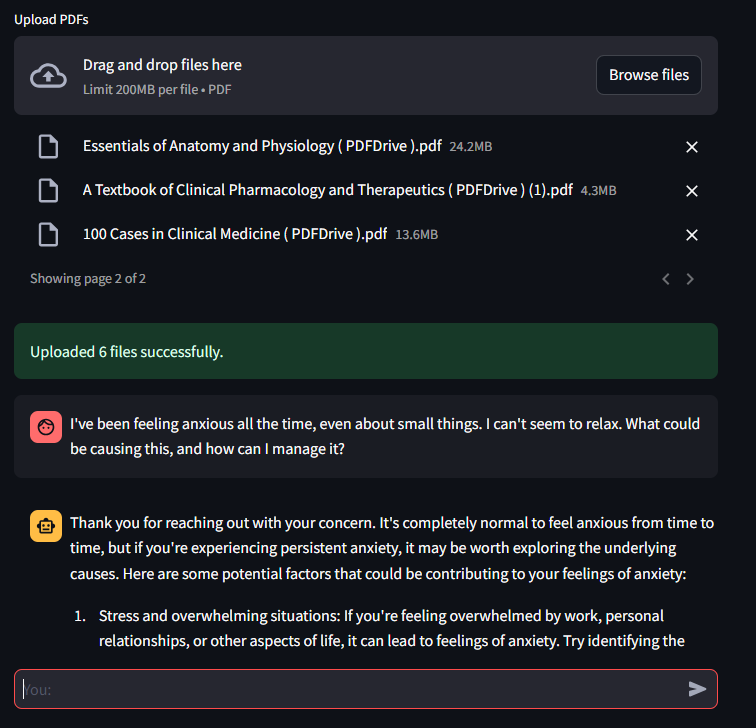 Upload PDFs
Drag and drop files here
Limit 200MB per file • PDF
Browse files
Essentials of Anatomy and Physiology ( PDFDrive ).pdf 24.2MB
A Textbook of Clinical Pharmacology and Therapeutics ( PDFDrive ) (1).pdf 4.3MB
100 Cases in Clinical Medicine ( PDFDrive ).pdf 13.6MB
Showing page 2 of 2
Uploaded 6 files successfully.
I've been feeling anxious all the time, even about small things. I can't seem to relax. What could
be causing this, and how can I manage it?
Thank you for reaching out with your concern. It's completely normal to feel anxious from time to
time, but if you're experiencing persistent anxiety, it may be worth exploring the underlying
causes. Here are some potential factors that could be contributing to your feelings of anxiety:
1. Stress and overwhelming situations: If you're feeling overwhelmed by work, personal
relationships, or other aspects of life, it can lead to feelings of anxiety. Try identifying the
You: